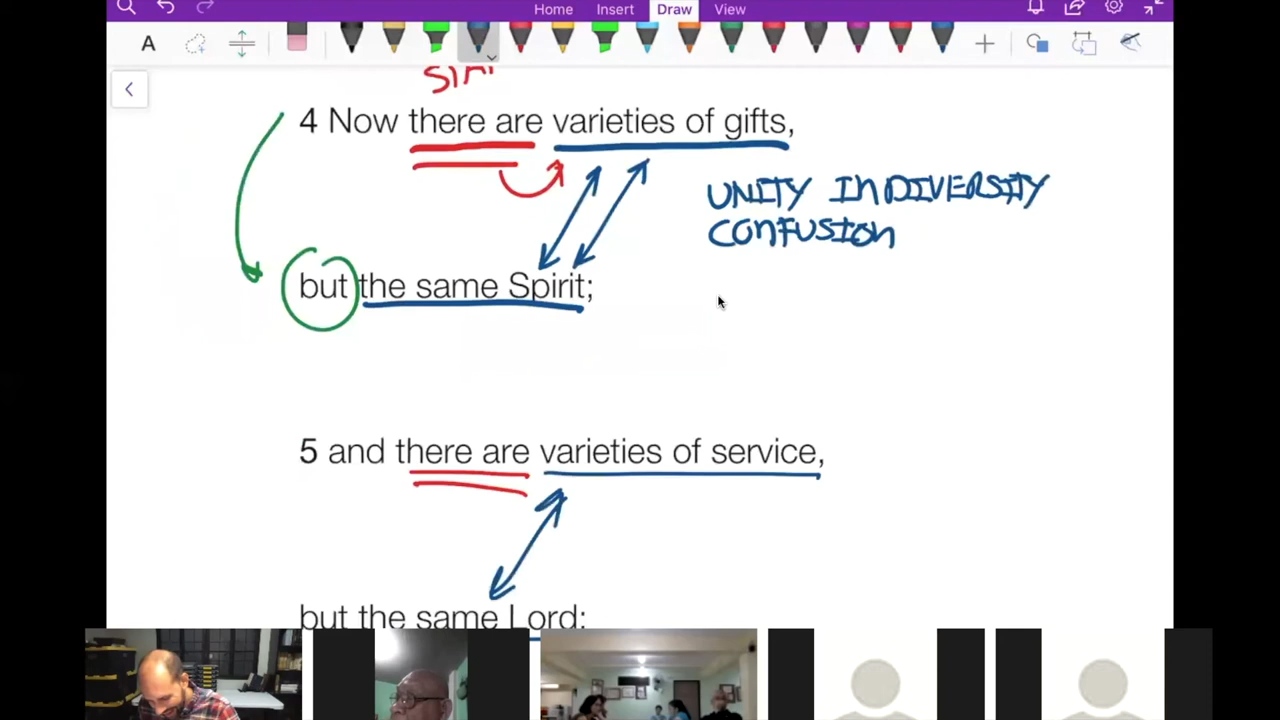 Home Insert Draw View
A
4 Now there are varieties of gifts,
UNITY IN DIVERSITY
CONFUSION
but the same Spirit;
5 and there are varieties of service,
but the same Lord;